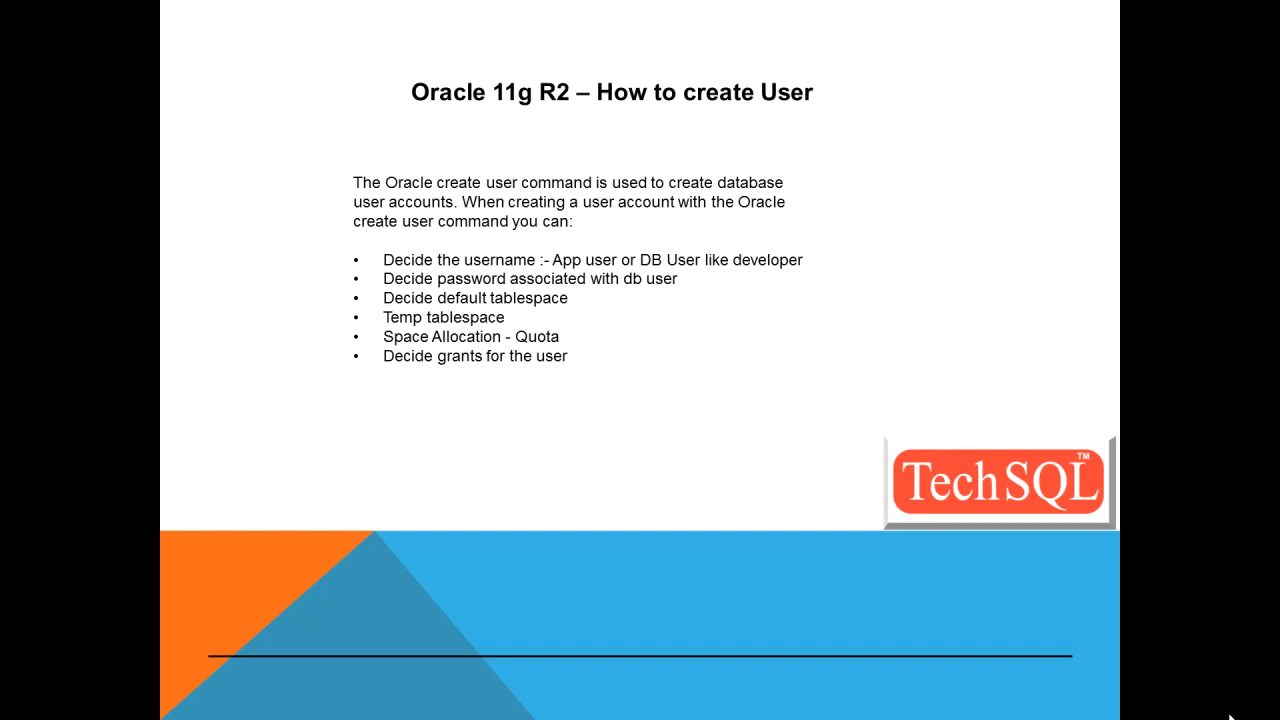 Oracle 11g R2 – How to create User
The Oracle create user command is used to create database
user accounts. When creating a user account with the Oracle
create user command you can:
• Decide the username :- App user or DB User like developer
• Decide password associated with db user
• Decide default tablespace
• Temp tablespace
• Space Allocation - Quota
• Decide grants for the user
TechSQL™